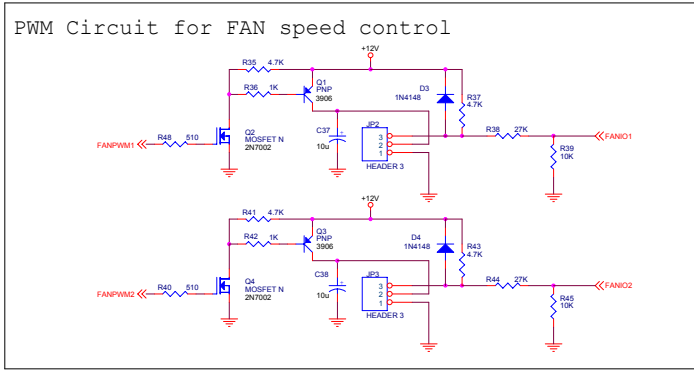 PWM Circuit for FAN speed control
+12V
R35 4.7K
R36 1K
Q1
PNP
3906
D3
1N4148
R37
4.7K
Q2
MOSFET N
2N7002
C37
10u
+
JP2
3
2
1
HEADER 3
R38 27K
FANIO1
R39
10K
FANPWM1
R48 510
+12V
R41 4.7K
R42 1K
Q3
PNP
3906
D4
1N4148
R43
4.7K
Q4
MOSFET N
2N7002
C38
10u
+
JP3
3
2
1
HEADER 3
R44 27K
FANIO2
R45
10K
FANPWM2
R40 510